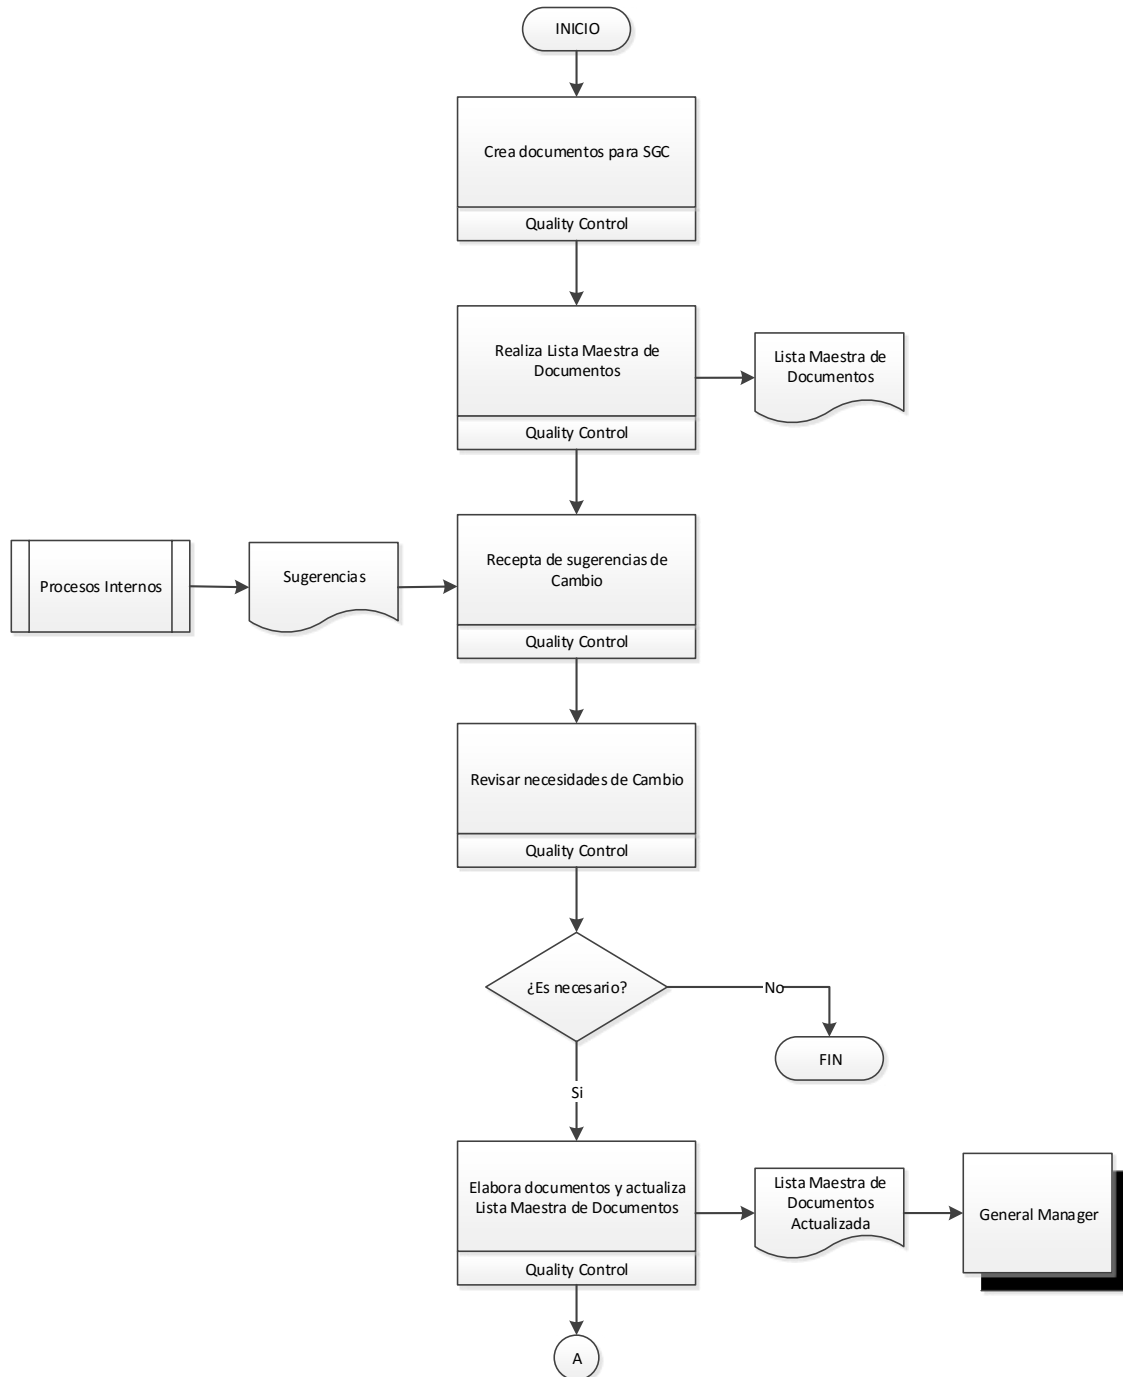 INICIO
Crea documentos para SGC
Quality Control
Realiza Lista Maestra de
Documentos
Quality Control
Lista Maestra de
Documentos
Procesos Internos
Sugerencias
Recepta de sugerencias de
Cambio
Quality Control
Revisar necesidades de Cambio
Quality Control
¿Es necesario?
No
FIN
Si
Elabora documentos y actualiza
Lista Maestra de Documentos
Quality Control
Lista Maestra de
Documentos
Actualizada
General Manager
A